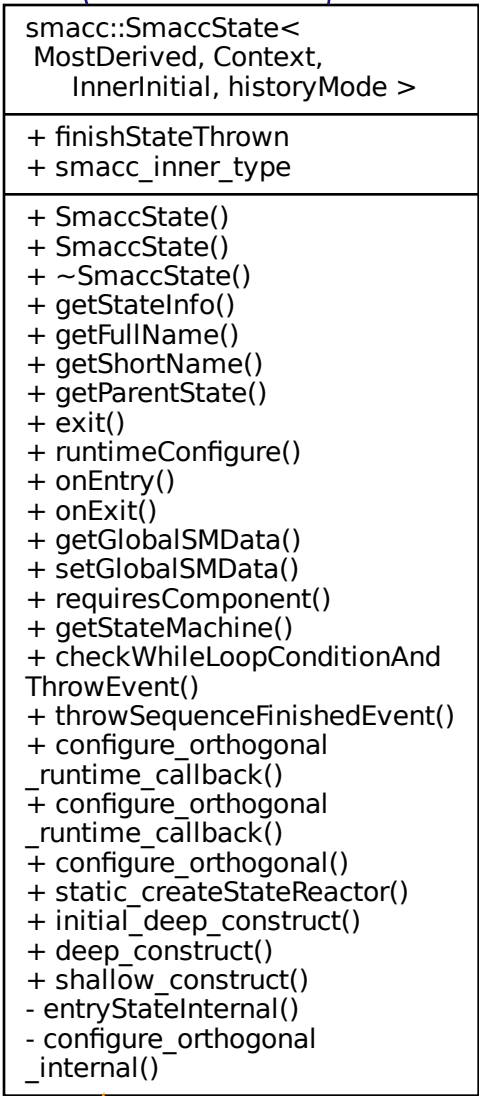 smacc::SmaccState<
MostDerived, Context,
InnerInitial, historyMode >
+ finishStateThrown
+ smacc_inner_type
+ SmaccState()
+ SmaccState()
+ ~SmaccState()
+ getStateInfo()
+ getFullName()
+ getShortName()
+ getParentState()
+ exit()
+ runtimeConfigure()
+ onEntry()
+ onExit()
+ getGlobalSMData()
+ setGlobalSMData()
+ requiresComponent()
+ getStateMachine()
+ checkWhileLoopConditionAnd
ThrowEvent()
+ throwSequenceFinishedEvent()
+ configure_orthogonal
_runtime_callback()
+ configure_orthogonal
_runtime_callback()
+ configure_orthogonal()
+ static_createStateReactor()
+ initial_deep_construct()
+ deep_construct()
+ shallow_construct()
- entryStateInternal()
- configure_orthogonal
_internal()